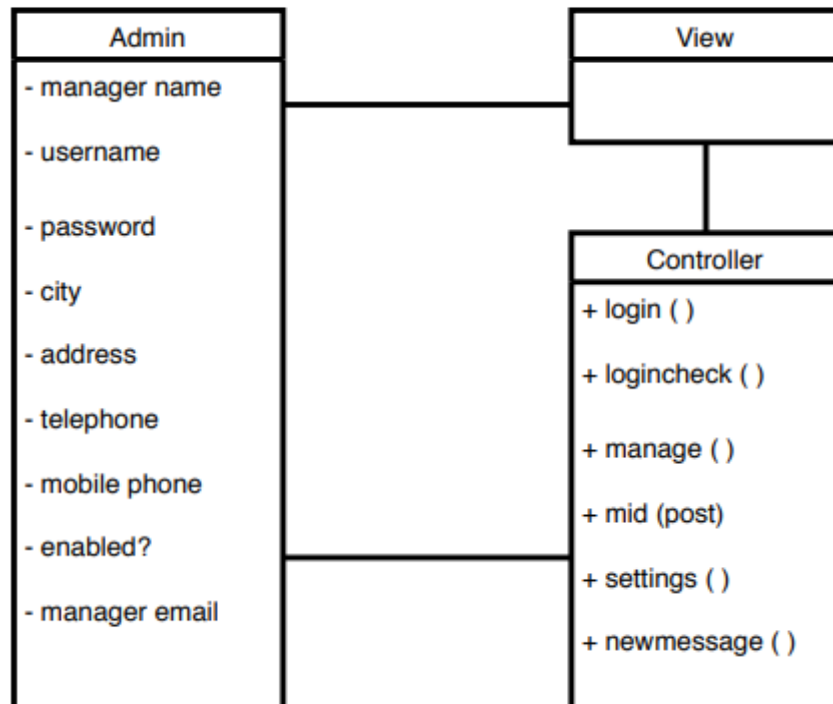 Admin
- manager name
- username
- password
- city
- address
- telephone
- mobile phone
- enabled?
- manager email
View
Controller
+ login ( )
+ logincheck ( )
+ manage ( )
+ mid (post)
+ settings ( )
+ newmessage ( )